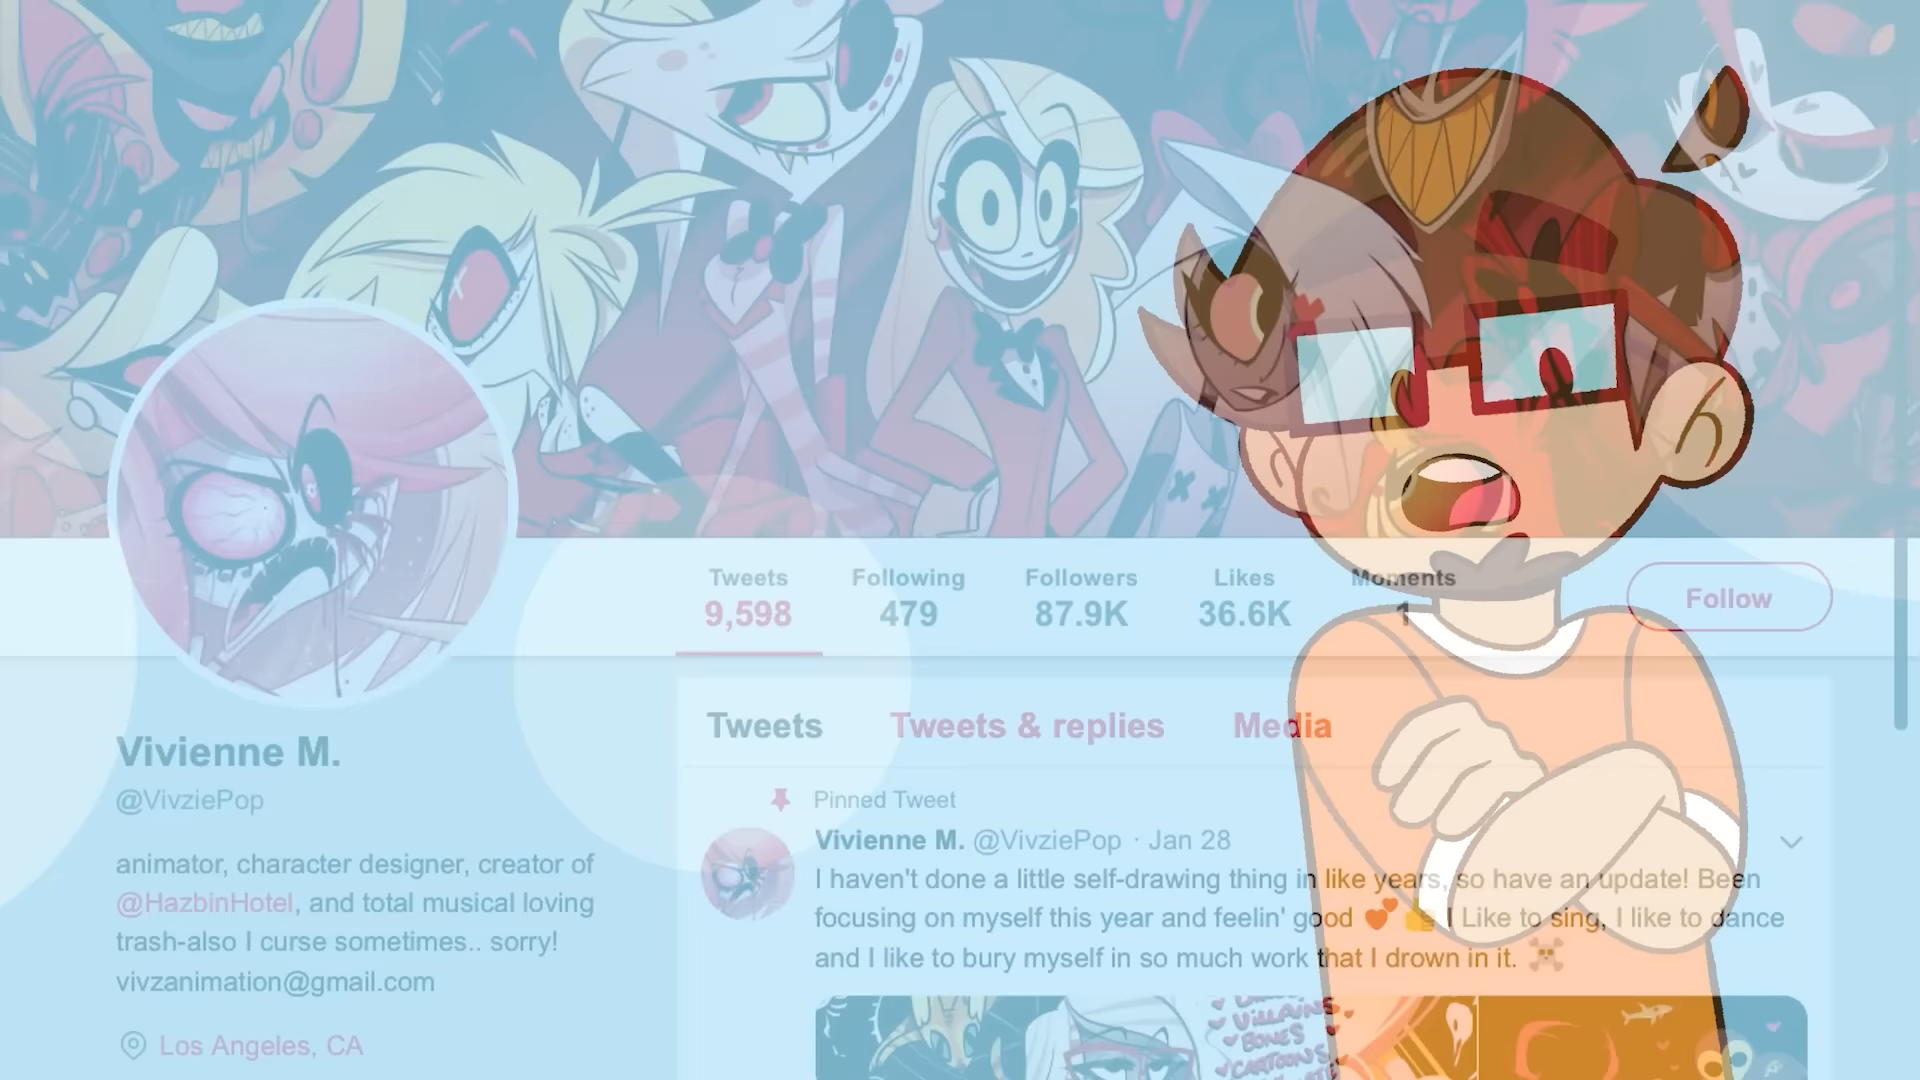 Tweets Following Followers Likes Moments
9,598 479 87.9K 36.6K 1
Follow
Vivienne M.
@VivziePop
animator, character designer, creator of
@HazbinHotel, and total musical loving
trash-also I curse sometimes.. sorry!
vivzanimation@gmail.com
Los Angeles, CA
Tweets Tweets & replies Media
Pinned Tweet
Vivienne M. @VivziePop · Jan 28
I haven't done a little self-drawing thing in like years, so have an update! Been
focusing on myself this year and feelin' good 💕 👍 I Like to sing, I like to dance
and I like to bury myself in so much work that I drown in it. ☠
VILLAINS
BONES
CARTOONS